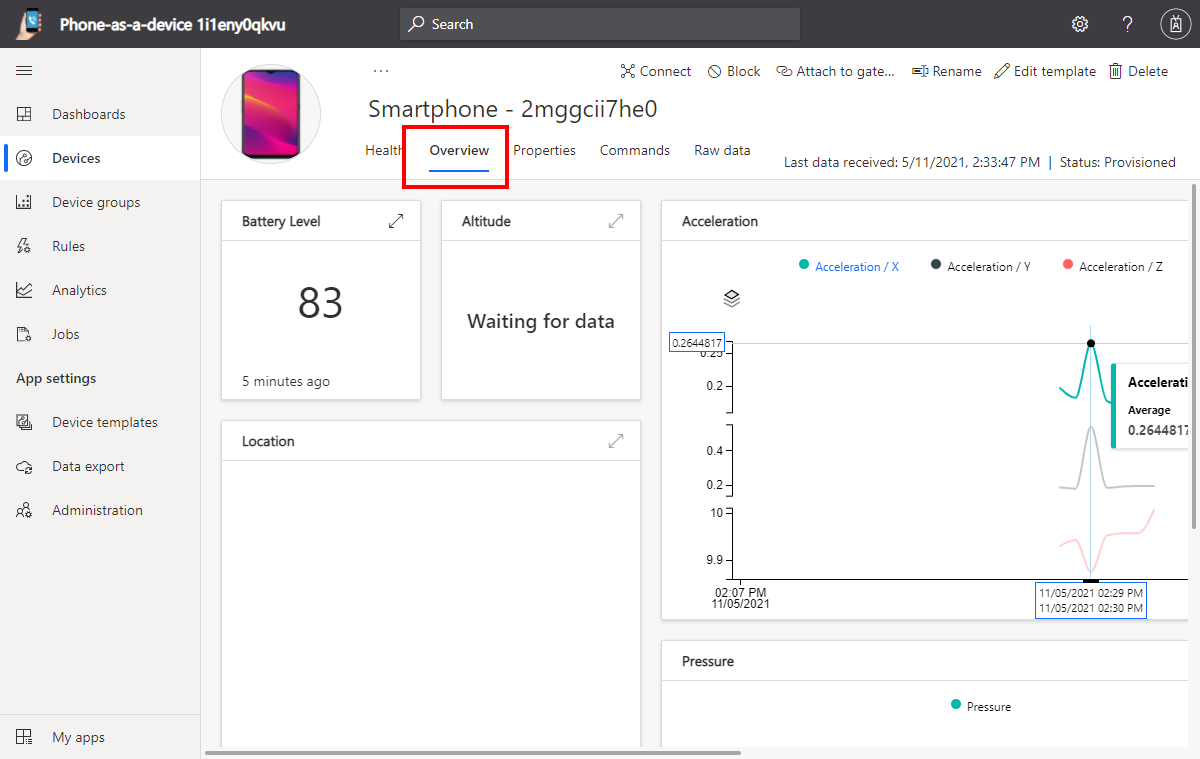 Phone-as-a-device 1i1eny0qkvu
Search
?
Dashboards
Devices
Device groups
Rules
Analytics
Jobs
App settings
Device templates
Data export
Administration
My apps
...
Connect
Block
Attach to gate...
Rename
Edit template
Delete
Smartphone - 2mggcii7he0
Health
Overview
Properties
Commands
Raw data
Last data received: 5/11/2021, 2:33:47 PM | Status: Provisioned
Battery Level
83
5 minutes ago
Altitude
Waiting for data
Location
Acceleration
Acceleration / X
Acceleration / Y
Acceleration / Z
0.2644817
0.25
0.2
0.4
0.2
10
9.9
02:07 PM
11/05/2021
11/05/2021 02:29 PM
11/05/2021 02:30 PM
Accelerati
Average
0.2644817
Pressure
Pressure